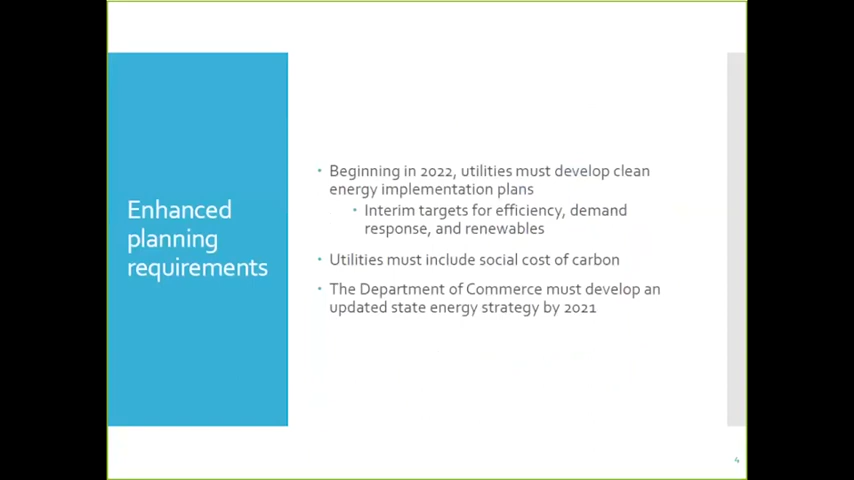 Enhanced
planning
requirements
• Beginning in 2022, utilities must develop clean
energy implementation plans
• Interim targets for efficiency, demand
response, and renewables
• Utilities must include social cost of carbon
• The Department of Commerce must develop an
updated state energy strategy by 2021
4